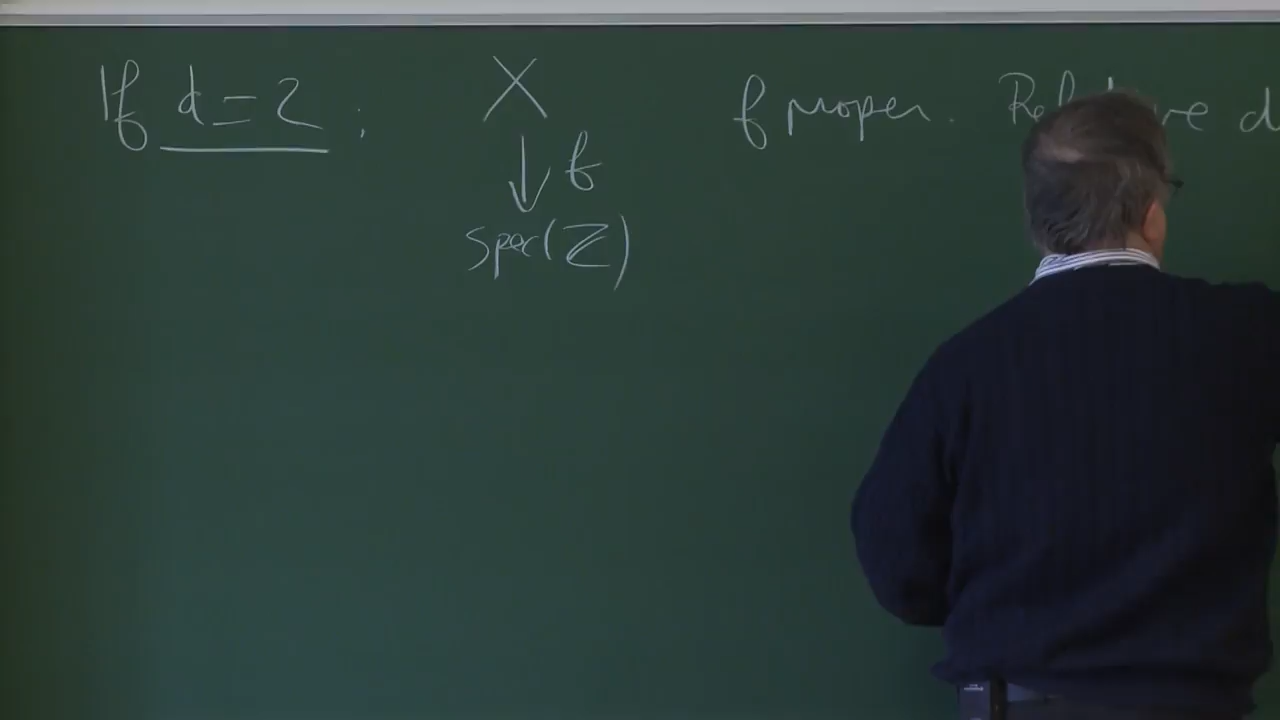 If d = 2 ; X f proper. Relative d
↓ f
Spec(ℤ)